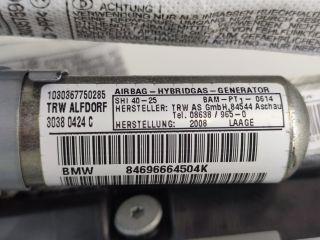 ACHTUNG
1030367750285
TRW ALFDORF
3038 0424 C
AIRBAG-HYBRIDGAS-GENERATOR
SHI 40-25 BAM-PT1-0614
HERSTELLER: TRW AS GmbH,84544 Aschau
Tel. 08638/965-0
HERSTELLUNG: 2008 LAAGE
BMW 84696664504K